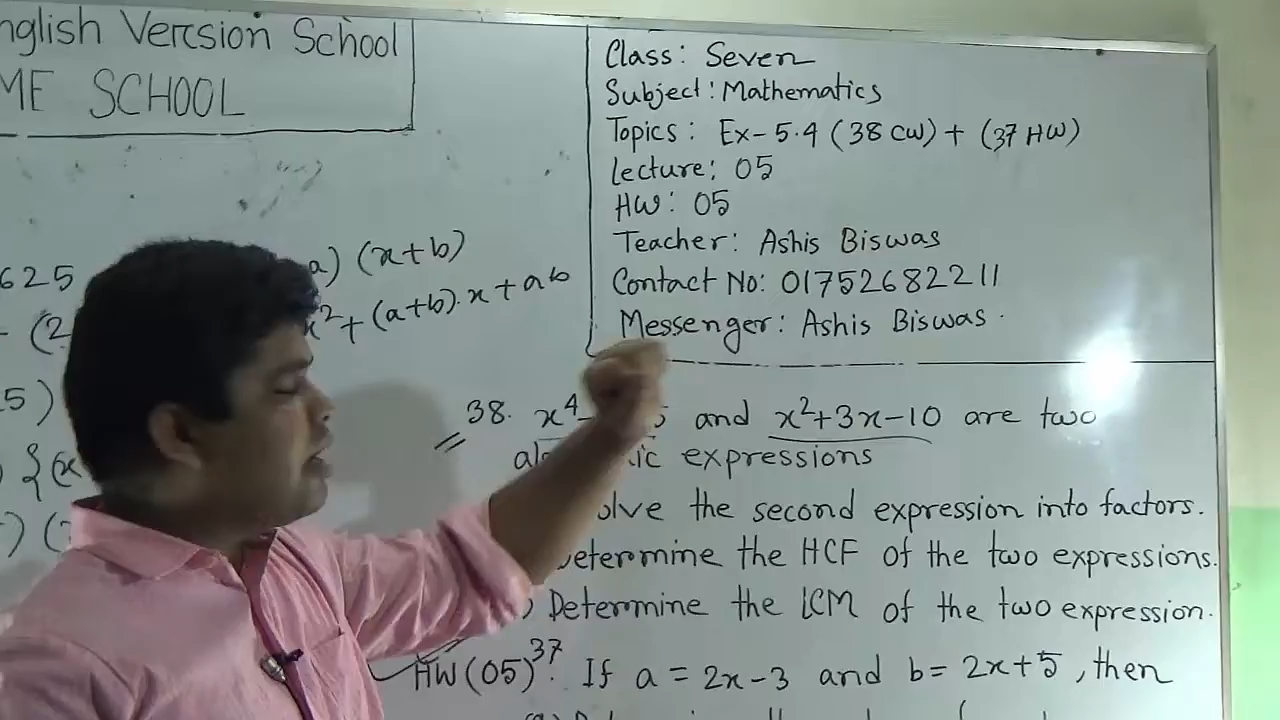 English Version School
ME SCHOOL
Class: Seven
Subject: Mathematics
Topics: Ex-5.4 (38 CW) + (37 HW)
Lecture: 05
HW: 05
Teacher: Ashis Biswas
Contact No: 01752682211
Messenger: Ashis Biswas.
625
a) (x+b)
- (2
x²+(a+b).x+ab
5)
{(x
) (
38. x⁴- 5 and x²+3x-10 are two
ic expressions
olve the second expression into factors.
etermine the HCF of the two expressions.
) Determine the LCM of the two expression.
HW(05) 37. If a = 2x-3 and b= 2x+5, then